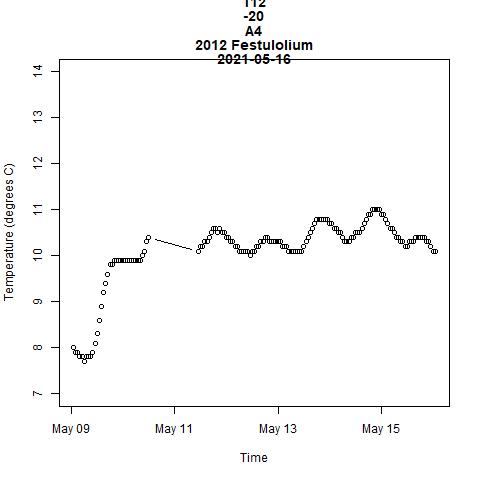 T12
-20
A4
2012 Festulolium
2021-05-16
Temperature (degrees C)
14
13
12
11
10
9
8
7
May 09
May 11
May 13
May 15
Time